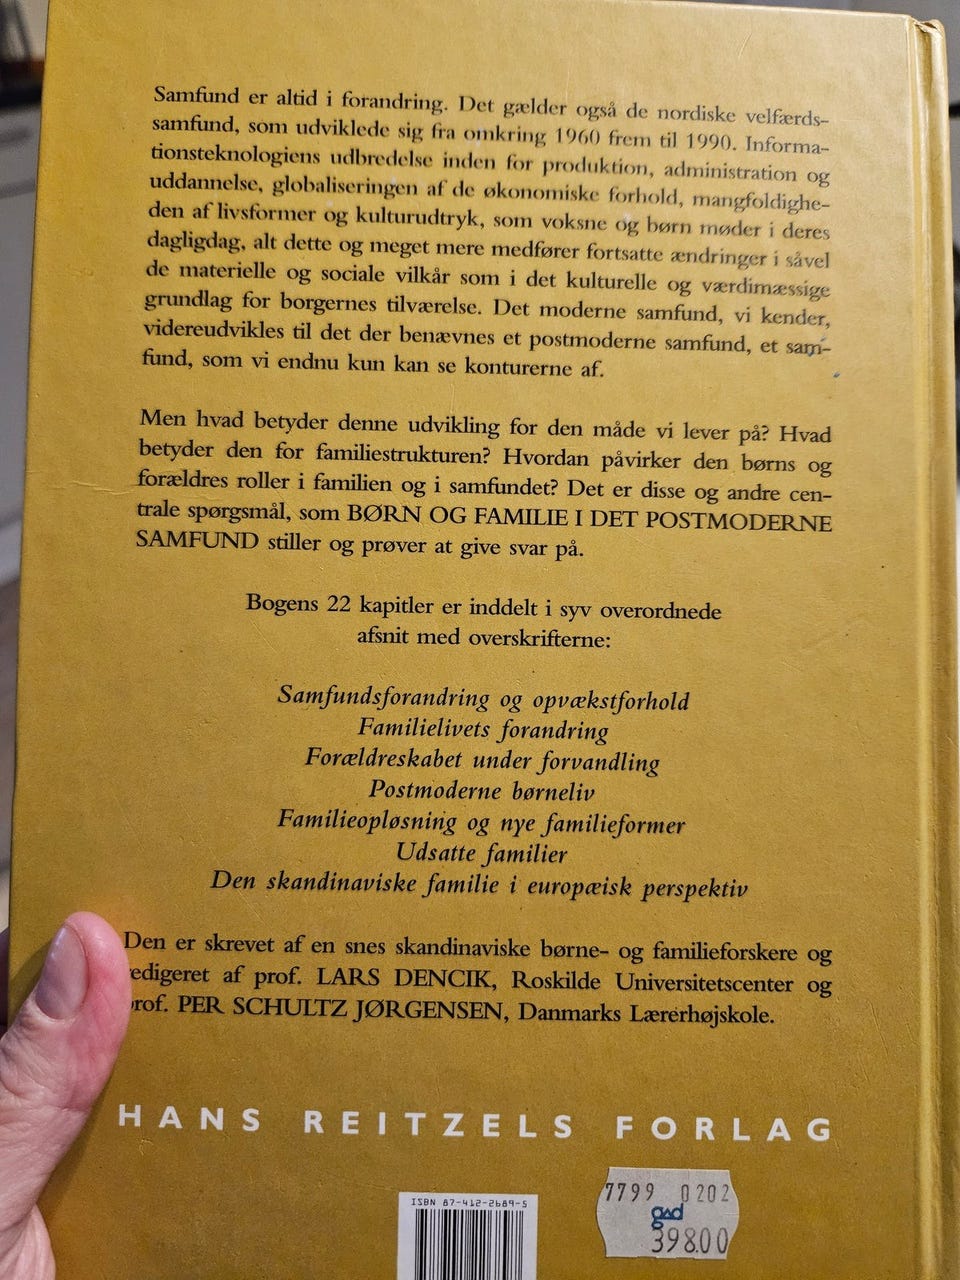 Samfund er altid i forandring. Det gælder også de nordiske velfærds-
samfund, som udviklede sig fra omkring 1960 frem til 1990. Informa-
tionsteknologiens udbredelse inden for produktion, administration og
uddannelse, globaliseringen af de økonomiske forhold, mangfoldighe-
den af livsformer og kulturudtryk, som voksne og børn møder i deres
dagligdag, alt dette og meget mere medfører fortsatte ændringer i såvel
de materielle og sociale vilkår som i det kulturelle og værdimæssige
grundlag for borgernes tilværelse. Det moderne samfund, vi kender,
videreudvikles til det der benævnes et postmoderne samfund, et sam-
fund, som vi endnu kun kan se konturerne af.
Men hvad betyder denne udvikling for den måde vi lever på? Hvad
betyder den for familiestrukturen? Hvordan påvirker den børns og
forældres roller i familien og i samfundet? Det er disse og andre cen-
trale spørgsmål, som BØRN OG FAMILIE I DET POSTMODERNE
SAMFUND stiller og prøver at give svar på.
Bogens 22 kapitler er inddelt i syv overordnede
afsnit med overskrifterne:
Samfundsforandring og opvækstforhold
Familielivets forandring
Forældreskabet under forvandling
Postmoderne børneliv
Familieopløsning og nye familieformer
Udsatte familier
Den skandinaviske familie i europæisk perspektiv
Den er skrevet af en snes skandinaviske børne- og familieforskere og
redigeret af prof. LARS DENCIK, Roskilde Universitetscenter og
prof. PER SCHULTZ JØRGENSEN, Danmarks Lærerhøjskole.
HANS REITZELS FORLAG
ISBN 87-412-2689-5
7799 0202
gad
398.00